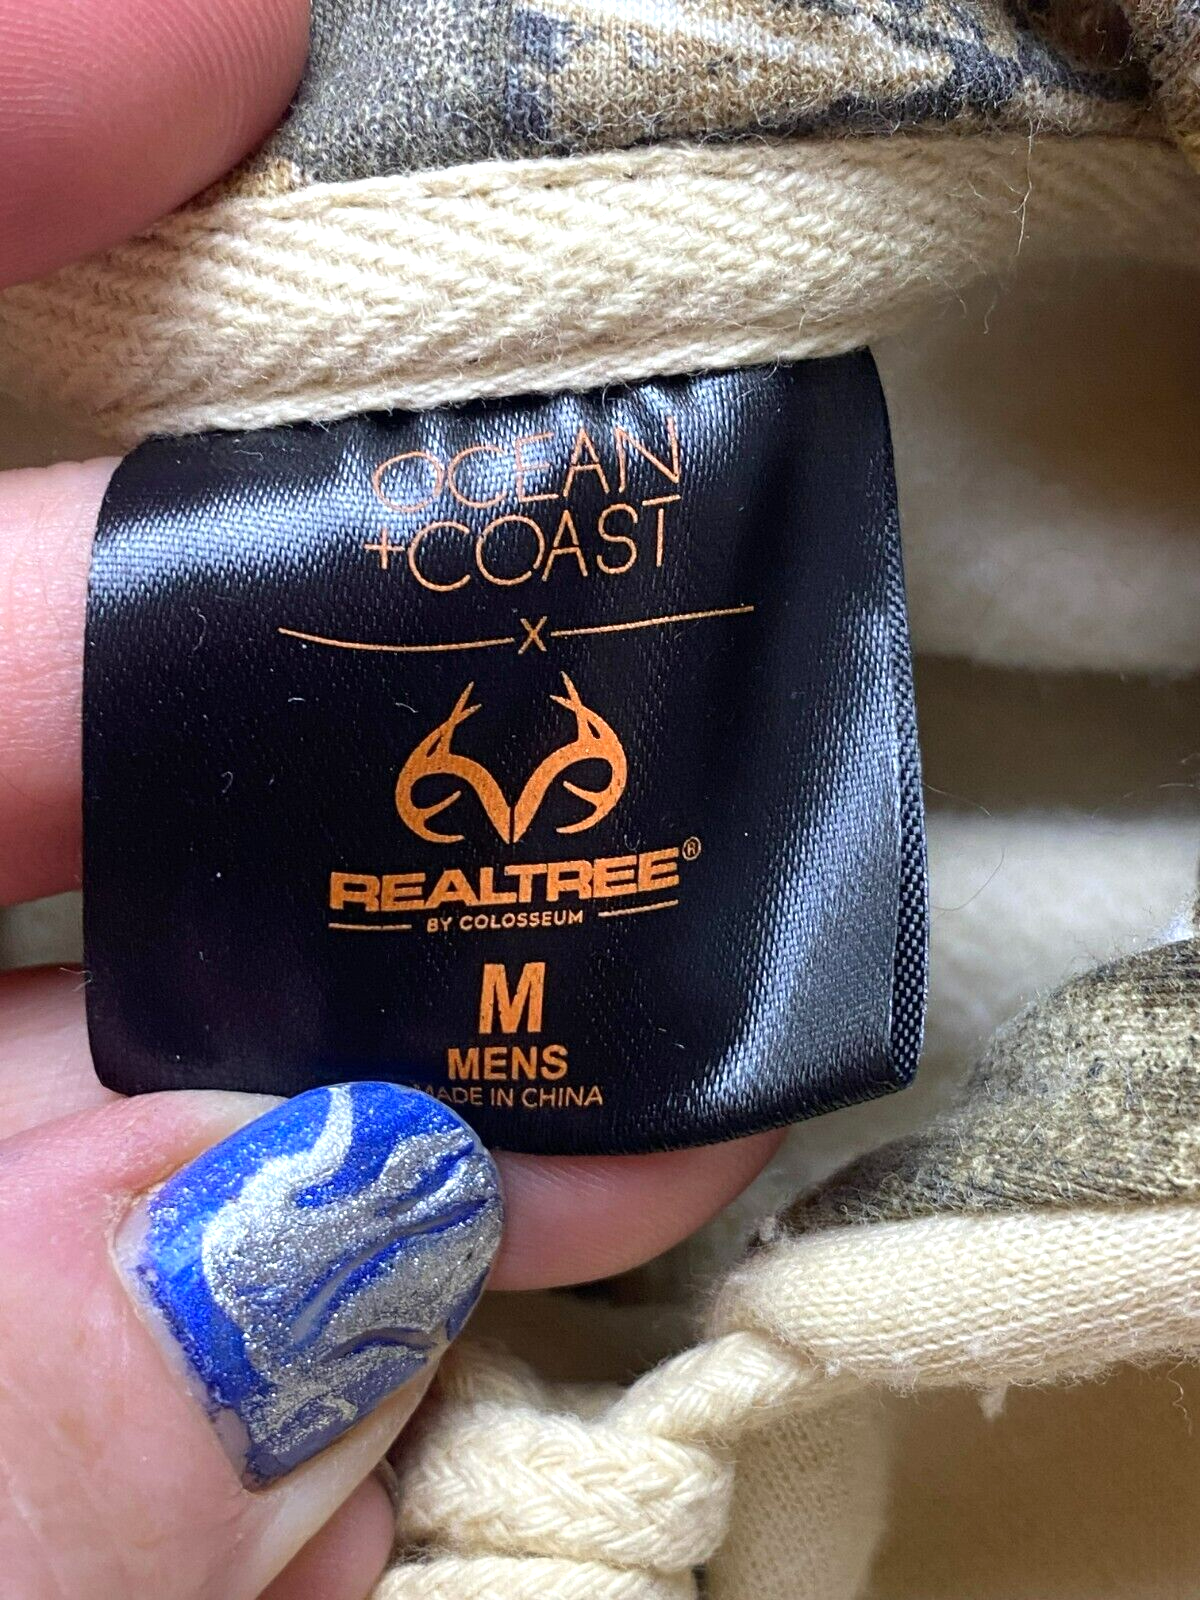 OCEAN
+COAST
X
REALTREE®
BY COLOSSEUM
M
MENS
MADE IN CHINA